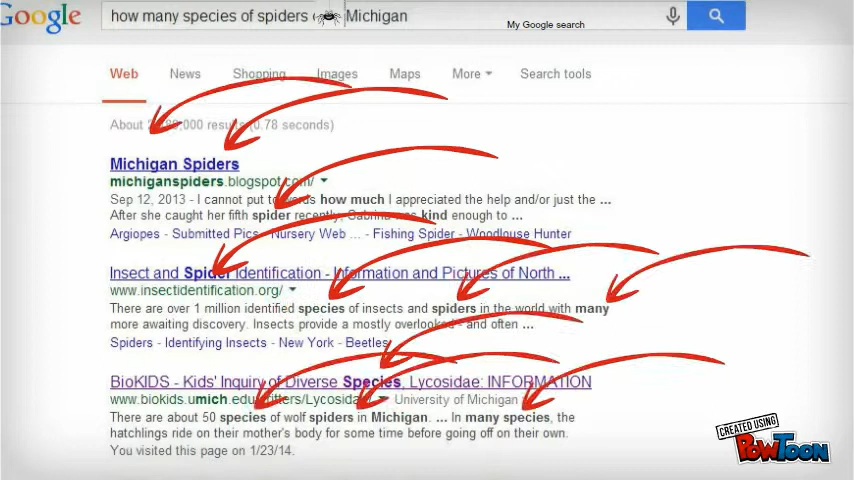 Google
how many species of spiders Michigan
My Google search
Web News Shopping Images Maps More Search tools
About ,000 results (0.78 seconds)
Michigan Spiders
michiganspiders.blogspot.com/
Sep 12, 2013 - I cannot put to words how much I appreciated the help and/or just the ...
After she caught her fifth spider recently, Sabrina was kind enough to ...
Argiopes - Submitted Pics - Nursery Web ... - Fishing Spider - Woodlouse Hunter
Insect and Spider Identification - Information and Pictures of North ...
www.insectidentification.org/
There are over 1 million identified species of insects and spiders in the world with many
more awaiting discovery. Insects provide a mostly overlooked - and often ...
Spiders - Identifying Insects - New York - Beetles
BioKIDS - Kids' Inquiry of Diverse Species, Lycosidae: INFORMATION
www.biokids.umich.edu/critters/Lycosidae/ University of Michigan
There are about 50 species of wolf spiders in Michigan. ... In many species, the
hatchlings ride on their mother's body for some time before going off on their own.
You visited this page on 1/23/14.
CREATED USING
POWTOON